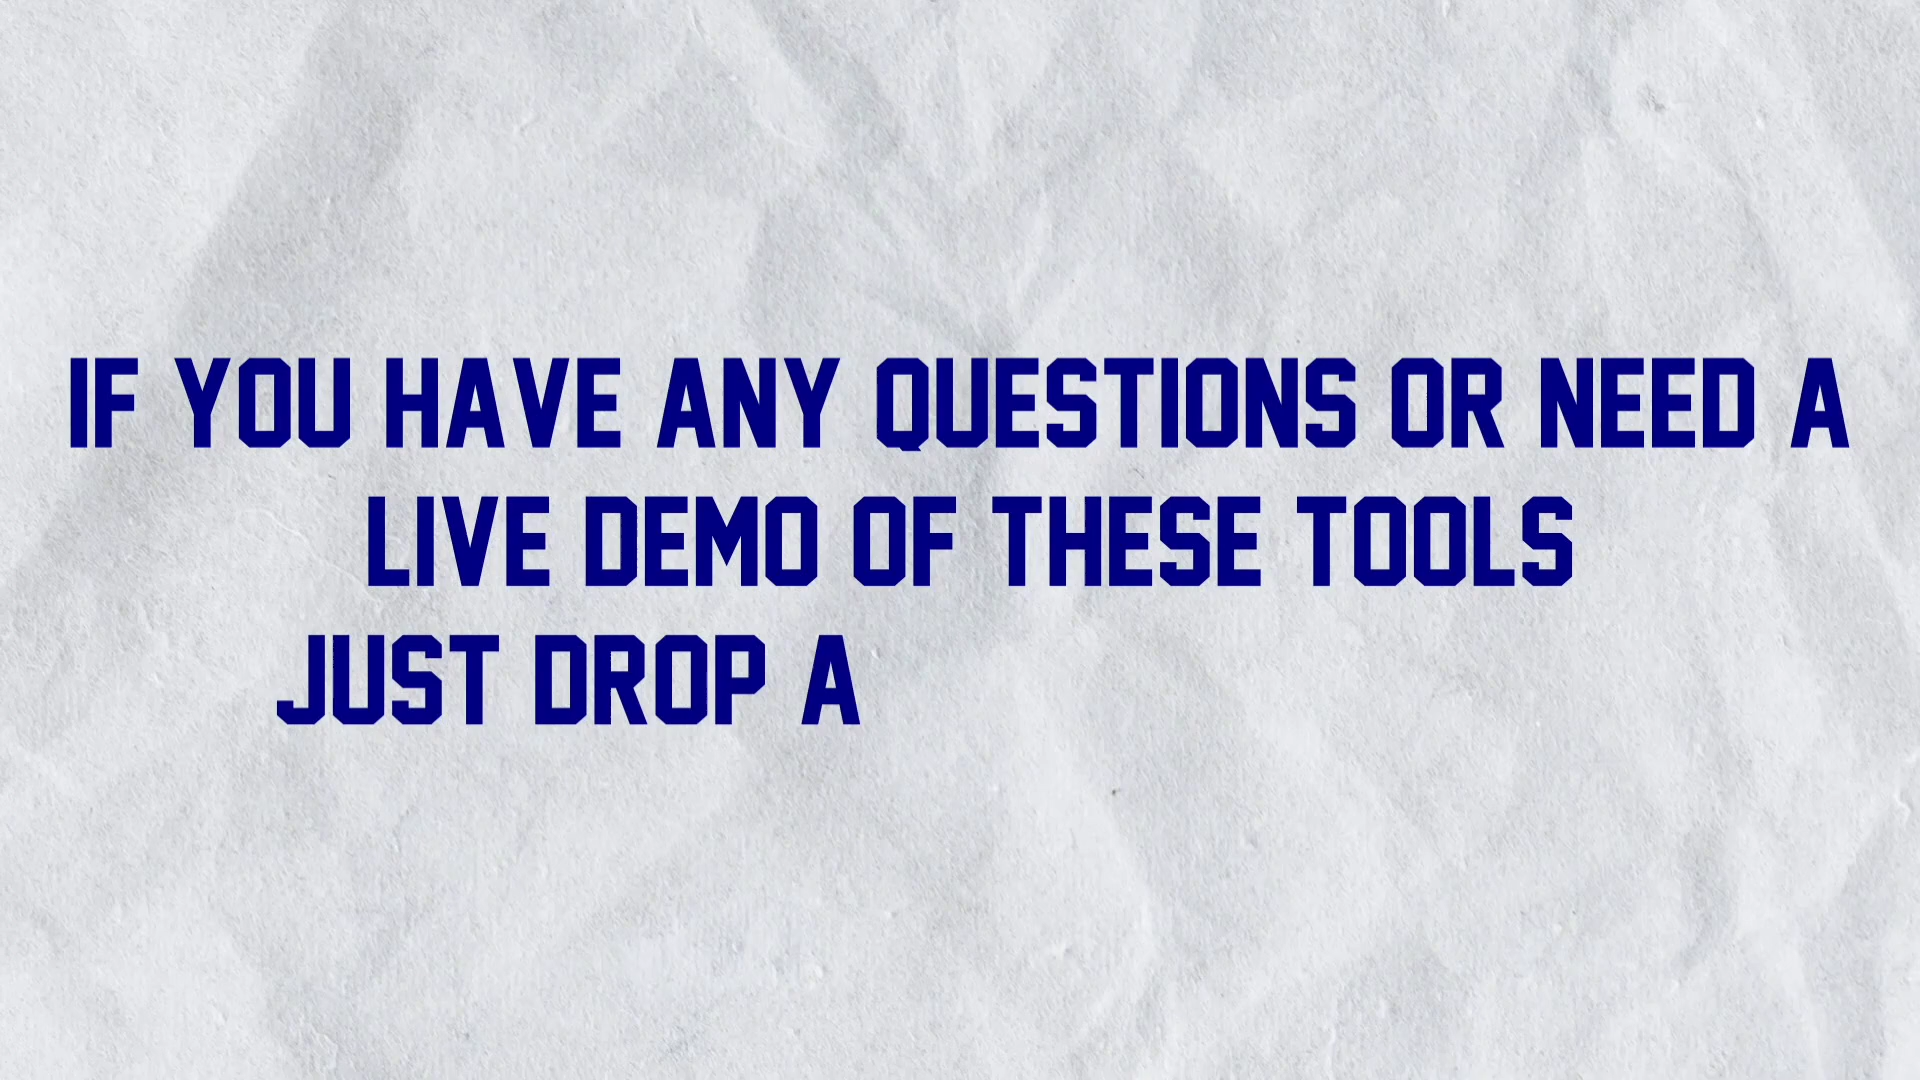 IF YOU HAVE ANY QUESTIONS OR NEED A
LIVE DEMO OF THESE TOOLS
JUST DROP A